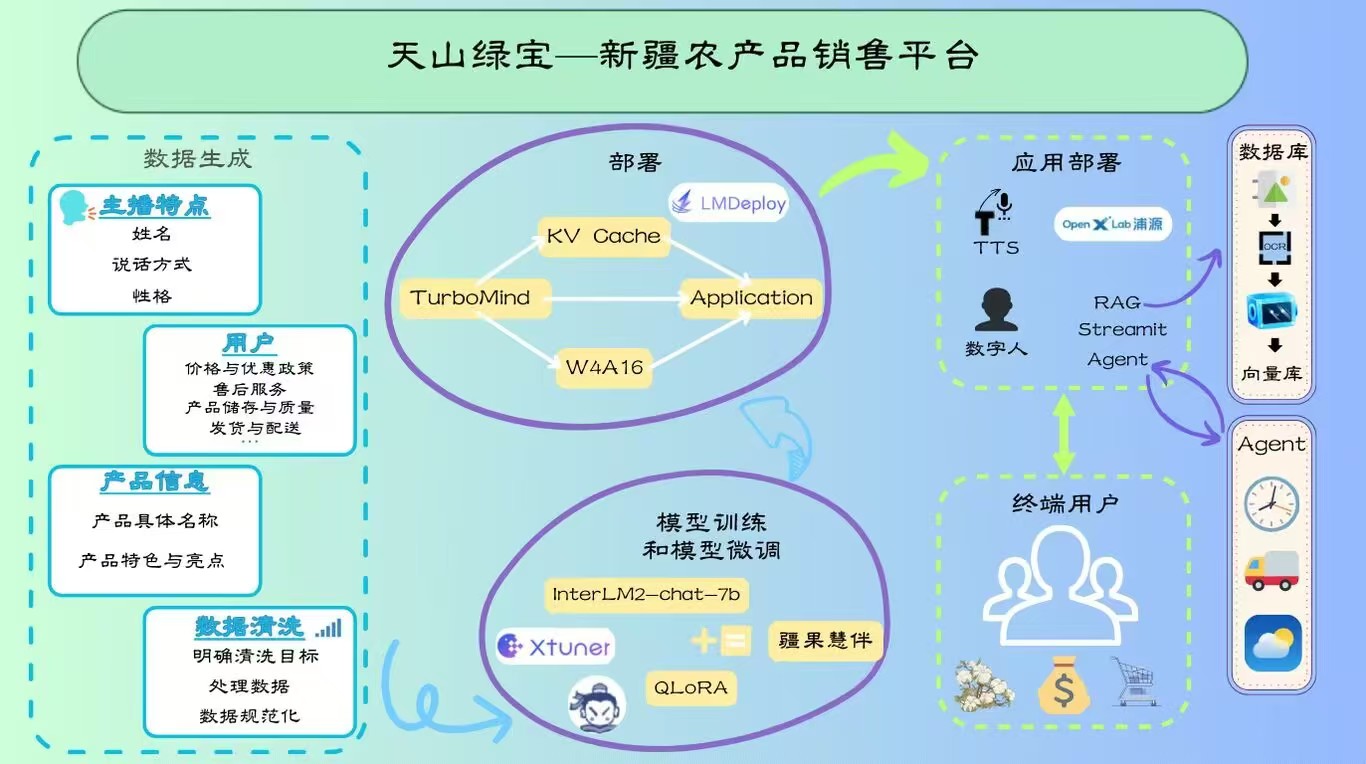 天山绿宝—新疆农产品销售平台
数据生成
主播特点
姓名
说话方式
性格
用户
价格与优惠政策
售后服务
产品储存与质量
发货与配送
...
产品信息
产品具体名称
产品特色与亮点
数据清洗
明确清洗目标
处理数据
数据规范化
部署
LMDeploy
KV Cache
TurboMind
Application
W4A16
模型训练
和模型微调
InterLM2-chat-7b
Xtuner
疆果慧伴
QLoRA
应用部署
T
TTS
OpenXLab浦源
数字人
RAG
Streamit
Agent
终端用户
$
数据库
OCR
向量库
Agent